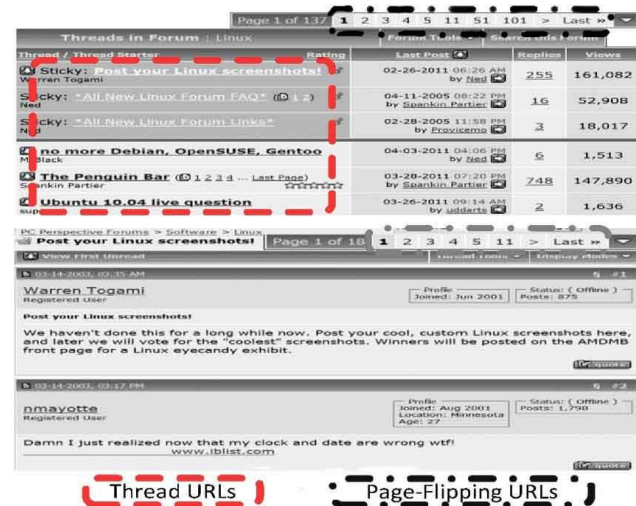 Page 1 of 137 1 2 3 4 5 11 51 101 > Last »
Threads in Forum : Linux Forum Tools Search this Forum
Thread / Thread Starter Rating Last Post Replies Views
Sticky: Post your Linux screenshots! 02-26-2011 06:26 AM 255 161,082
Warren Togami by Ned
Sticky: *All New Linux Forum FAQ* ( 1 2) 04-11-2005 08:22 PM 16 52,908
Ned by Spankin Partier
Sticky: *All New Linux Forum Links* 02-28-2005 11:58 PM 3 18,017
Ned by Provicemo
no more Debian, OpenSUSE, Gentoo 04-03-2011 04:06 PM 6 1,513
by Ned
The Penguin Bar ( 1 2 3 4 ... Last Page) 03-28-2011 07:20 PM 748 147,890
Spankin Partier by Spankin Partier
Ubuntu 10.04 live question 03-26-2011 09:14 AM 2 1,636
by uddarts
PC Perspective Forums > Software > Linux
Post your Linux screenshots! Page 1 of 18 1 2 3 4 5 11 > Last »
View First Unread Thread Tools Display Modes
03-14-2003, 03:35 AM #1
Warren Togami Profile Status: ( Offline )
Registered User Joined: Jun 2001 Posts: 875
Post your Linux screenshots!
We haven't done this for a long while now. Post your cool, custom Linux screenshots here,
and later we will vote for the "coolest" screenshots. Winners will be posted on the AMDMB
front page for a Linux eyecandy exhibit.
quote
03-14-2003, 03:17 PM #2
nmayotte Profile Status: ( Offline )
Registered User Joined: Aug 2001 Posts: 1,798
Location: Minnesota
Age: 27
Damn I just realized now that my clock and date are wrong wtf!
www.iblist.com
quote
Thread URLs Page-Flipping URLs